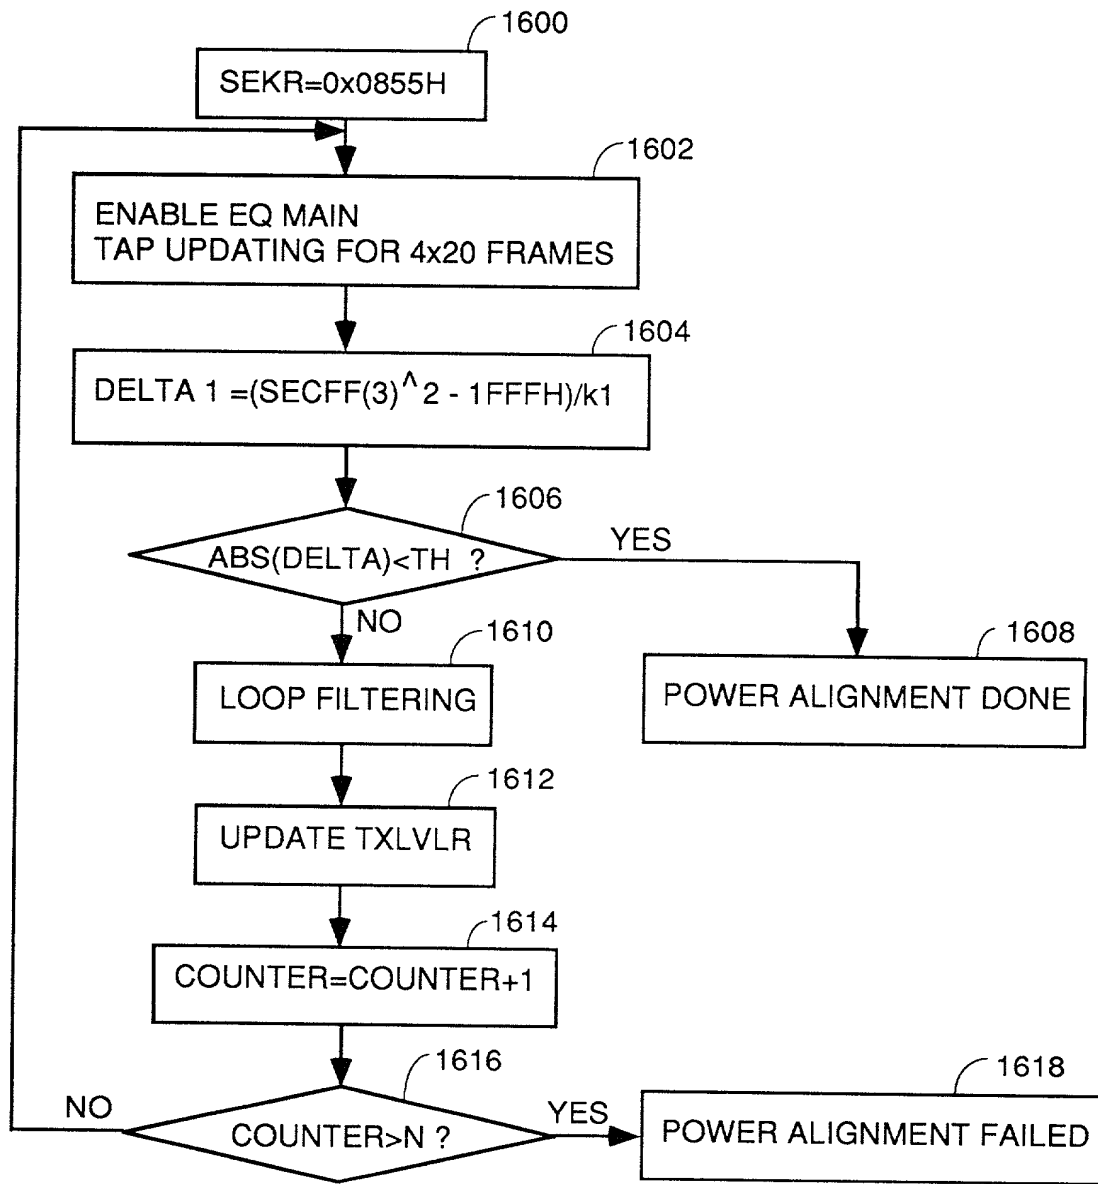 1600
SEKR=0x0855H
1602
ENABLE EQ MAIN
TAP UPDATING FOR 4x20 FRAMES
1604
DELTA 1 =(SECFF(3)^2 - 1FFFH)/k1
1606
ABS(DELTA)<TH ?
YES
NO
1608
POWER ALIGNMENT DONE
1610
LOOP FILTERING
1612
UPDATE TXLVLR
1614
COUNTER=COUNTER+1
1616
COUNTER>N ?
NO
YES
1618
POWER ALIGNMENT FAILED